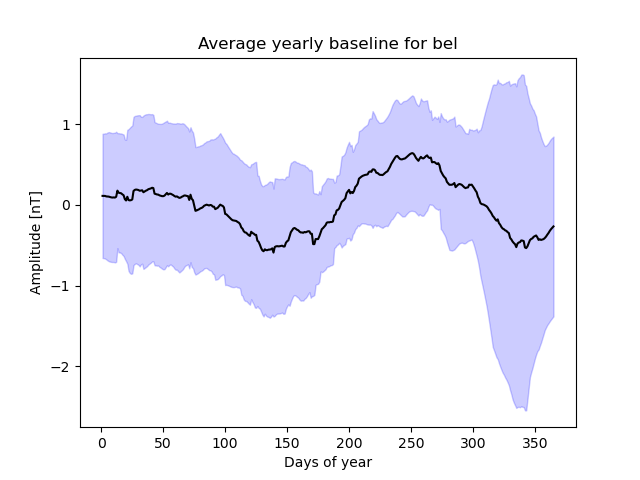 Average yearly baseline for bel
Amplitude [nT]
1
0
−1
−2
0 50 100 150 200 250 300 350
Days of year